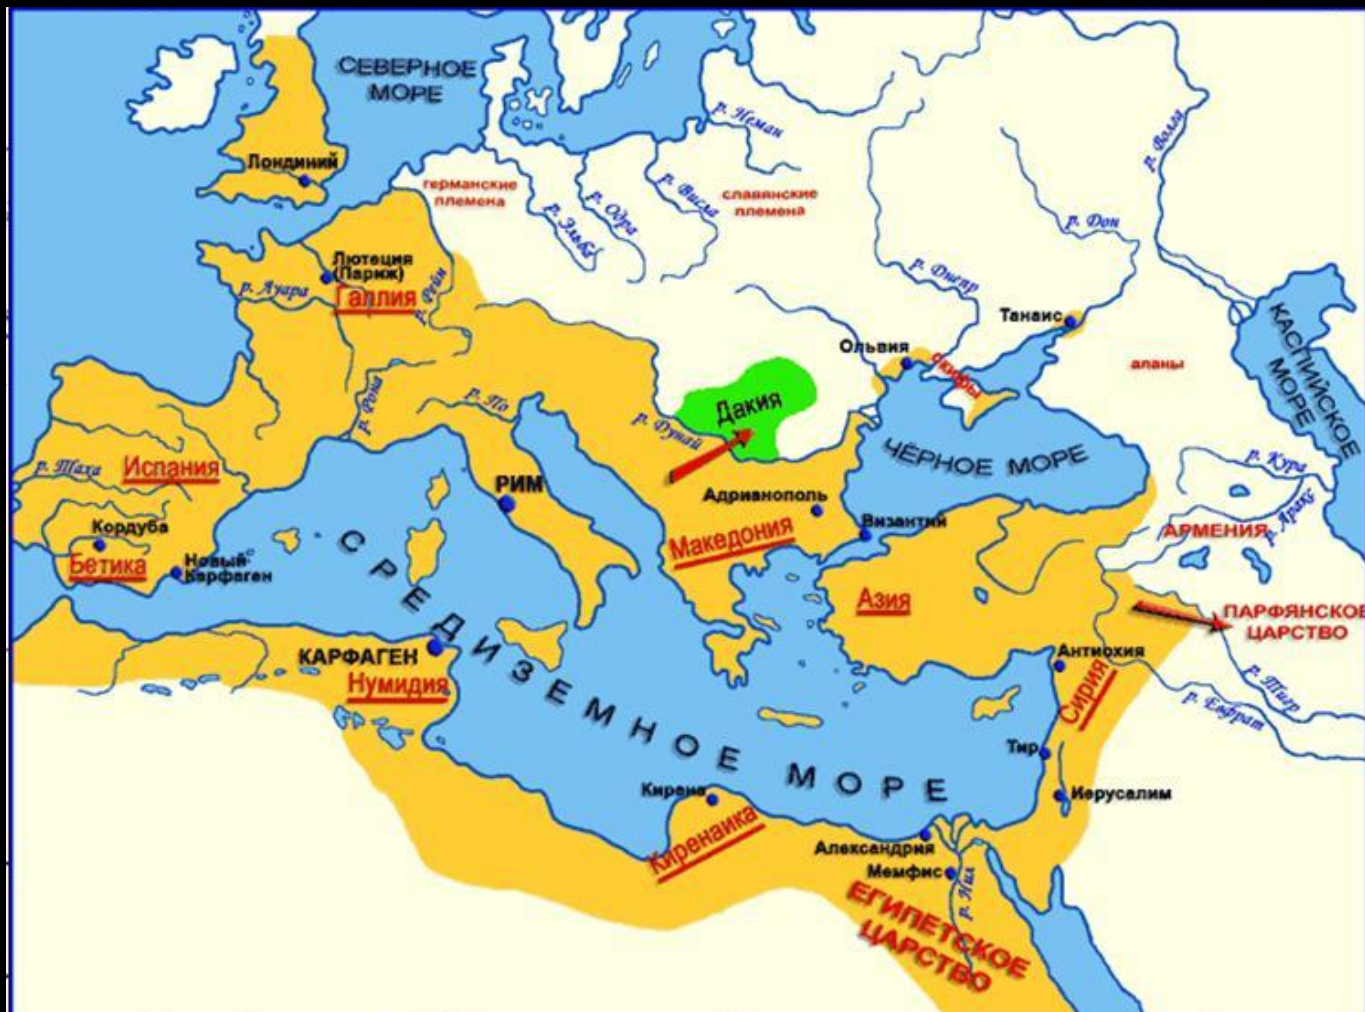 СЕВЕРНОЕ
МОРЕ
р. Неман
р. Волга
Лондиний
германские
племена
р. Эльба
р. Одра
р. Висла
славянские
племена
р. Дон
Лютеция
(Париж)
р. Луара
Галлия
р. Рейн
р. Днепр
Танаис
Ольвия
скифы
аланы
КАСПИЙСКОЕ
МОРЕ
р. Рона
р. По
р. Дунай
Дакия
ЧЁРНОЕ МОРЕ
р. Кура
р. Аракс
р. Таха
Испания
РИМ
Адрианополь
Византий
Македония
АРМЕНИЯ
Кордуба
Бетика
Новый
Карфаген
СРЕДИЗЕМНОЕ МОРЕ
Азия
ПАРФЯНСКОЕ
ЦАРСТВО
КАРФАГЕН
Нумидия
Антиохия
Сирия
р. Тигр
р. Евфрат
Тир
Кирена
Киренаика
Иерусалим
Александрия
Мемфис
р. Нил
ЕГИПЕТСКОЕ
ЦАРСТВО